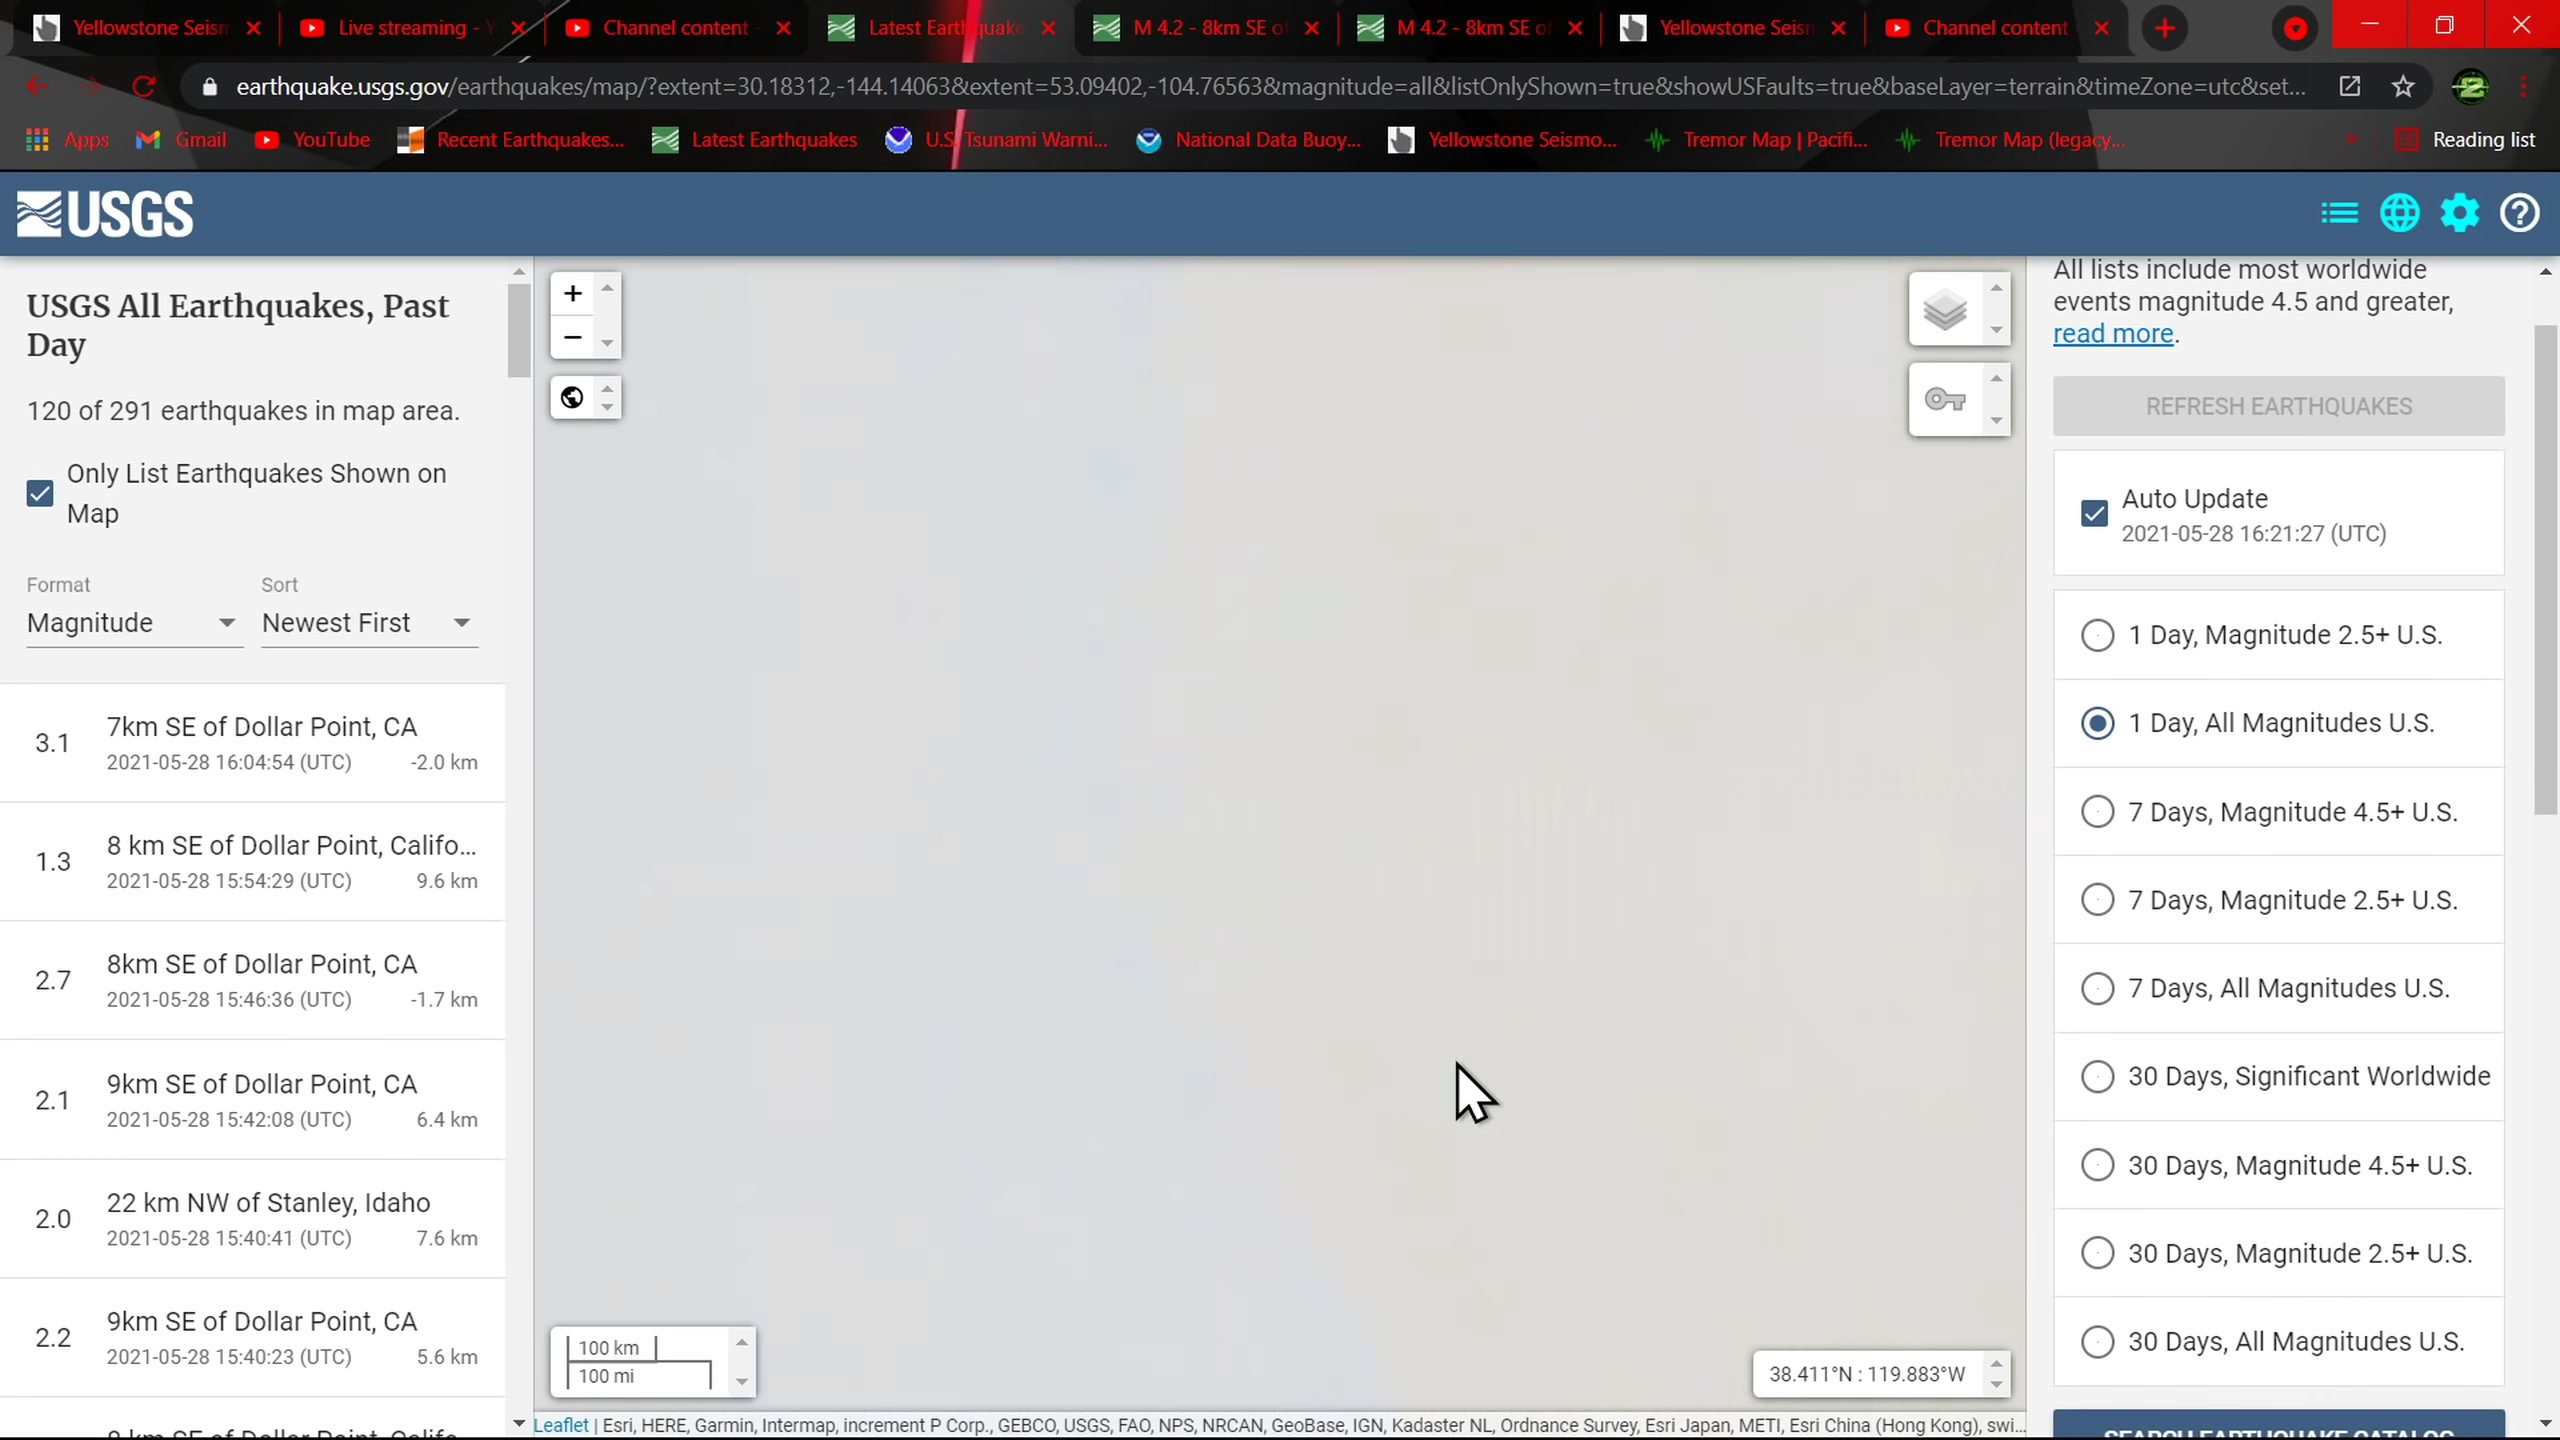 Yellowstone Seism
Live streaming - Y
Channel content -
Latest Earthquake
M 4.2 - 8km SE of
M 4.2 - 8km SE of
Yellowstone Seism
Channel content
earthquake.usgs.gov/earthquakes/map/?extent=30.18312,-144.14063&extent=53.09402,-104.76563&magnitude=all&listOnlyShown=true&showUSFaults=true&baseLayer=terrain&timeZone=utc&set...
Apps
Gmail
YouTube
Recent Earthquakes...
Latest Earthquakes
U.S. Tsunami Warni...
National Data Buoy...
Yellowstone Seismo...
Tremor Map | Pacifi...
Tremor Map (legacy...
Reading list
USGS
USGS All Earthquakes, Past
Day
120 of 291 earthquakes in map area.
Only List Earthquakes Shown on
Map
Format
Magnitude
Sort
Newest First
3.1
7km SE of Dollar Point, CA
2021-05-28 16:04:54 (UTC) -2.0 km
1.3
8 km SE of Dollar Point, Califo...
2021-05-28 15:54:29 (UTC) 9.6 km
2.7
8km SE of Dollar Point, CA
2021-05-28 15:46:36 (UTC) -1.7 km
2.1
9km SE of Dollar Point, CA
2021-05-28 15:42:08 (UTC) 6.4 km
2.0
22 km NW of Stanley, Idaho
2021-05-28 15:40:41 (UTC) 7.6 km
2.2
9km SE of Dollar Point, CA
2021-05-28 15:40:23 (UTC) 5.6 km
8 km SE of Dollar Point, Califo...
+
−
100 km
100 mi
38.411°N : 119.883°W
Leaflet | Esri, HERE, Garmin, Intermap, increment P Corp., GEBCO, USGS, FAO, NPS, NRCAN, GeoBase, IGN, Kadaster NL, Ordnance Survey, Esri Japan, METI, Esri China (Hong Kong), swi...
All lists include most worldwide
events magnitude 4.5 and greater,
read more.
REFRESH EARTHQUAKES
Auto Update
2021-05-28 16:21:27 (UTC)
1 Day, Magnitude 2.5+ U.S.
1 Day, All Magnitudes U.S.
7 Days, Magnitude 4.5+ U.S.
7 Days, Magnitude 2.5+ U.S.
7 Days, All Magnitudes U.S.
30 Days, Significant Worldwide
30 Days, Magnitude 4.5+ U.S.
30 Days, Magnitude 2.5+ U.S.
30 Days, All Magnitudes U.S.
SEARCH EARTHQUAKE CATALOG